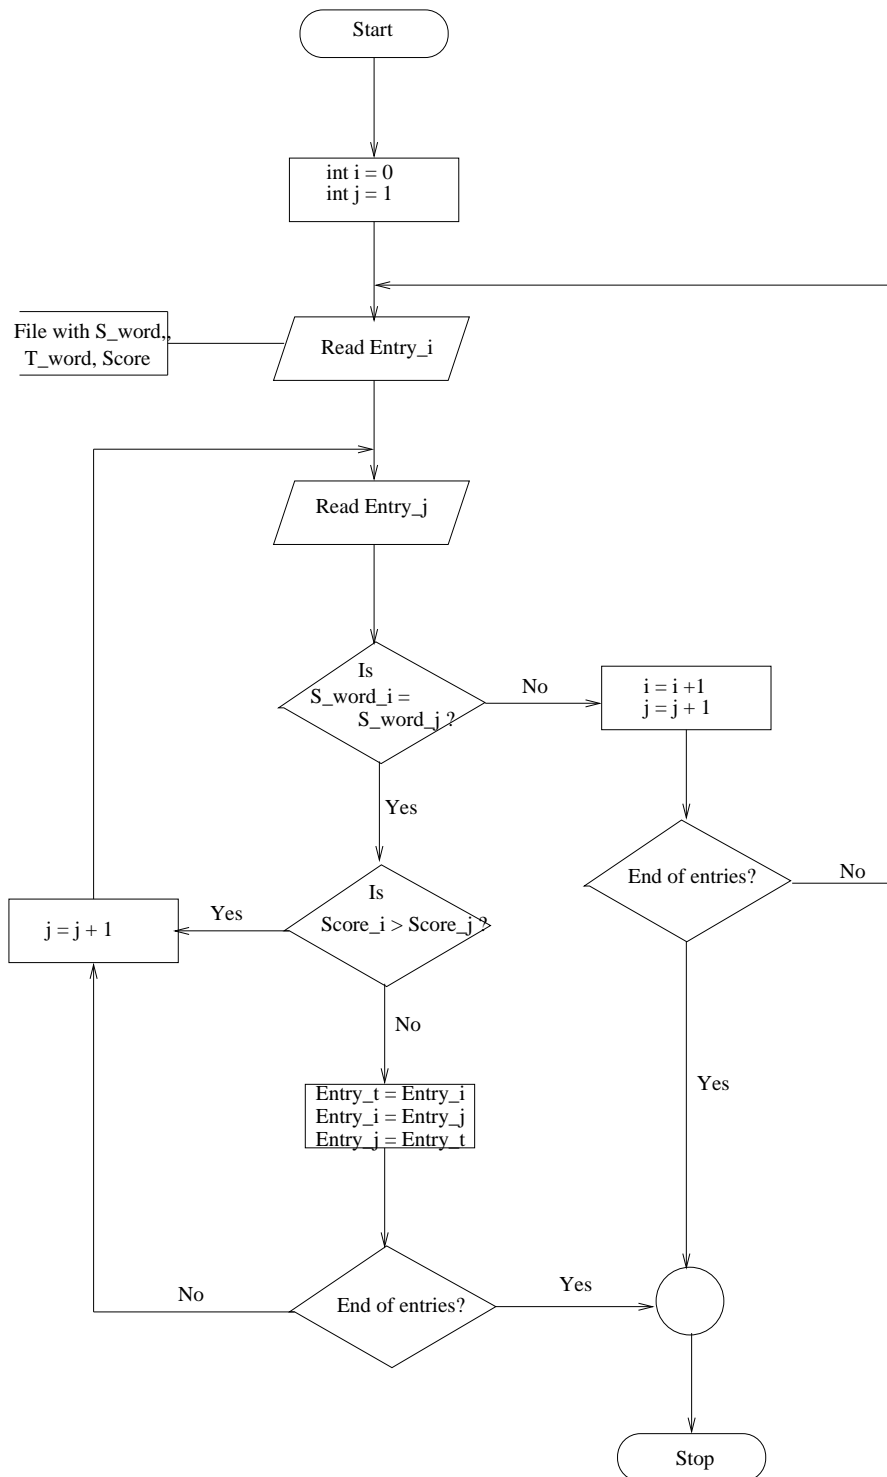 Start
int i = 0
int j = 1
File with S_word,,
T_word, Score
Read Entry_i
Read Entry_j
Is
S_word_i =
S_word_j ?
No
i = i +1
j = j + 1
Yes
End of entries?
No
Is
Score_i > Score_j ?
Yes
j = j + 1
No
Yes
Entry_t = Entry_i
Entry_i = Entry_j
Entry_j = Entry_t
No
End of entries?
Yes
Stop